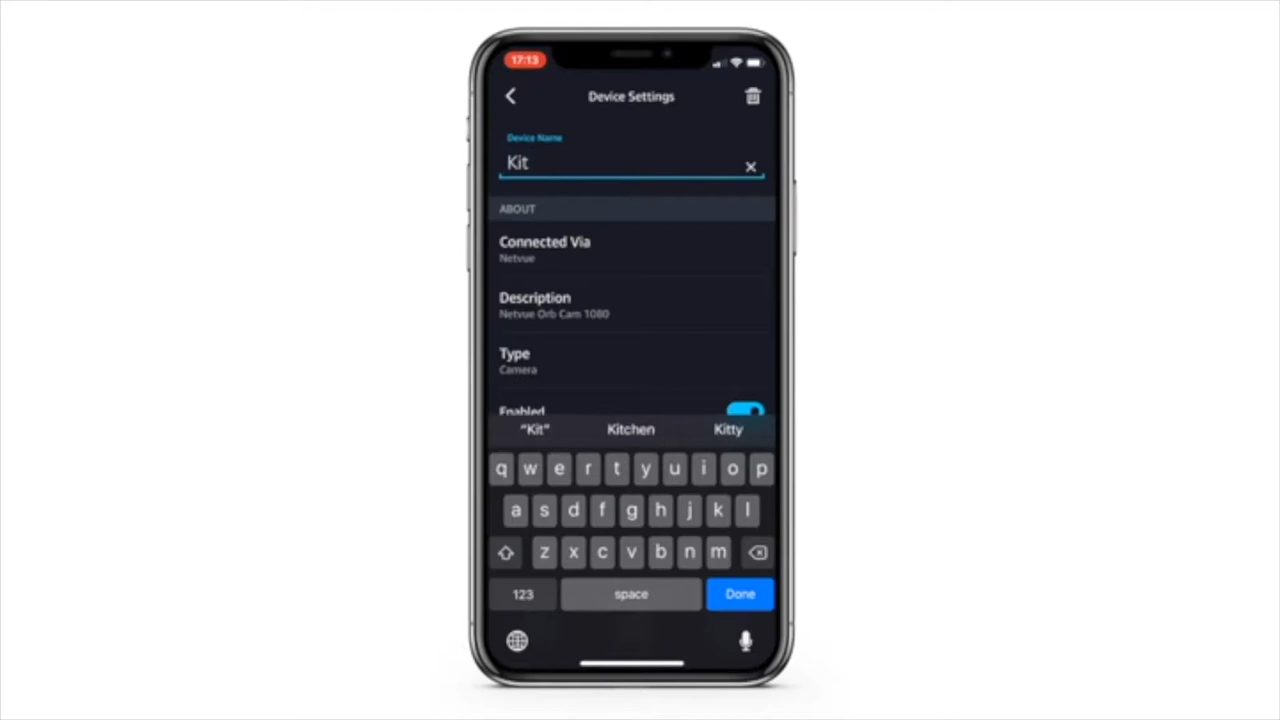 17:13
Device Settings
Device Name
Kit
ABOUT
Connected Via
Netvue
Description
Netvue Orb Cam 1080
Type
Camera
Enabled
"Kit" Kitchen Kitty
q w e r t y u i o p
a s d f g h j k l
z x c v b n m
123 space Done